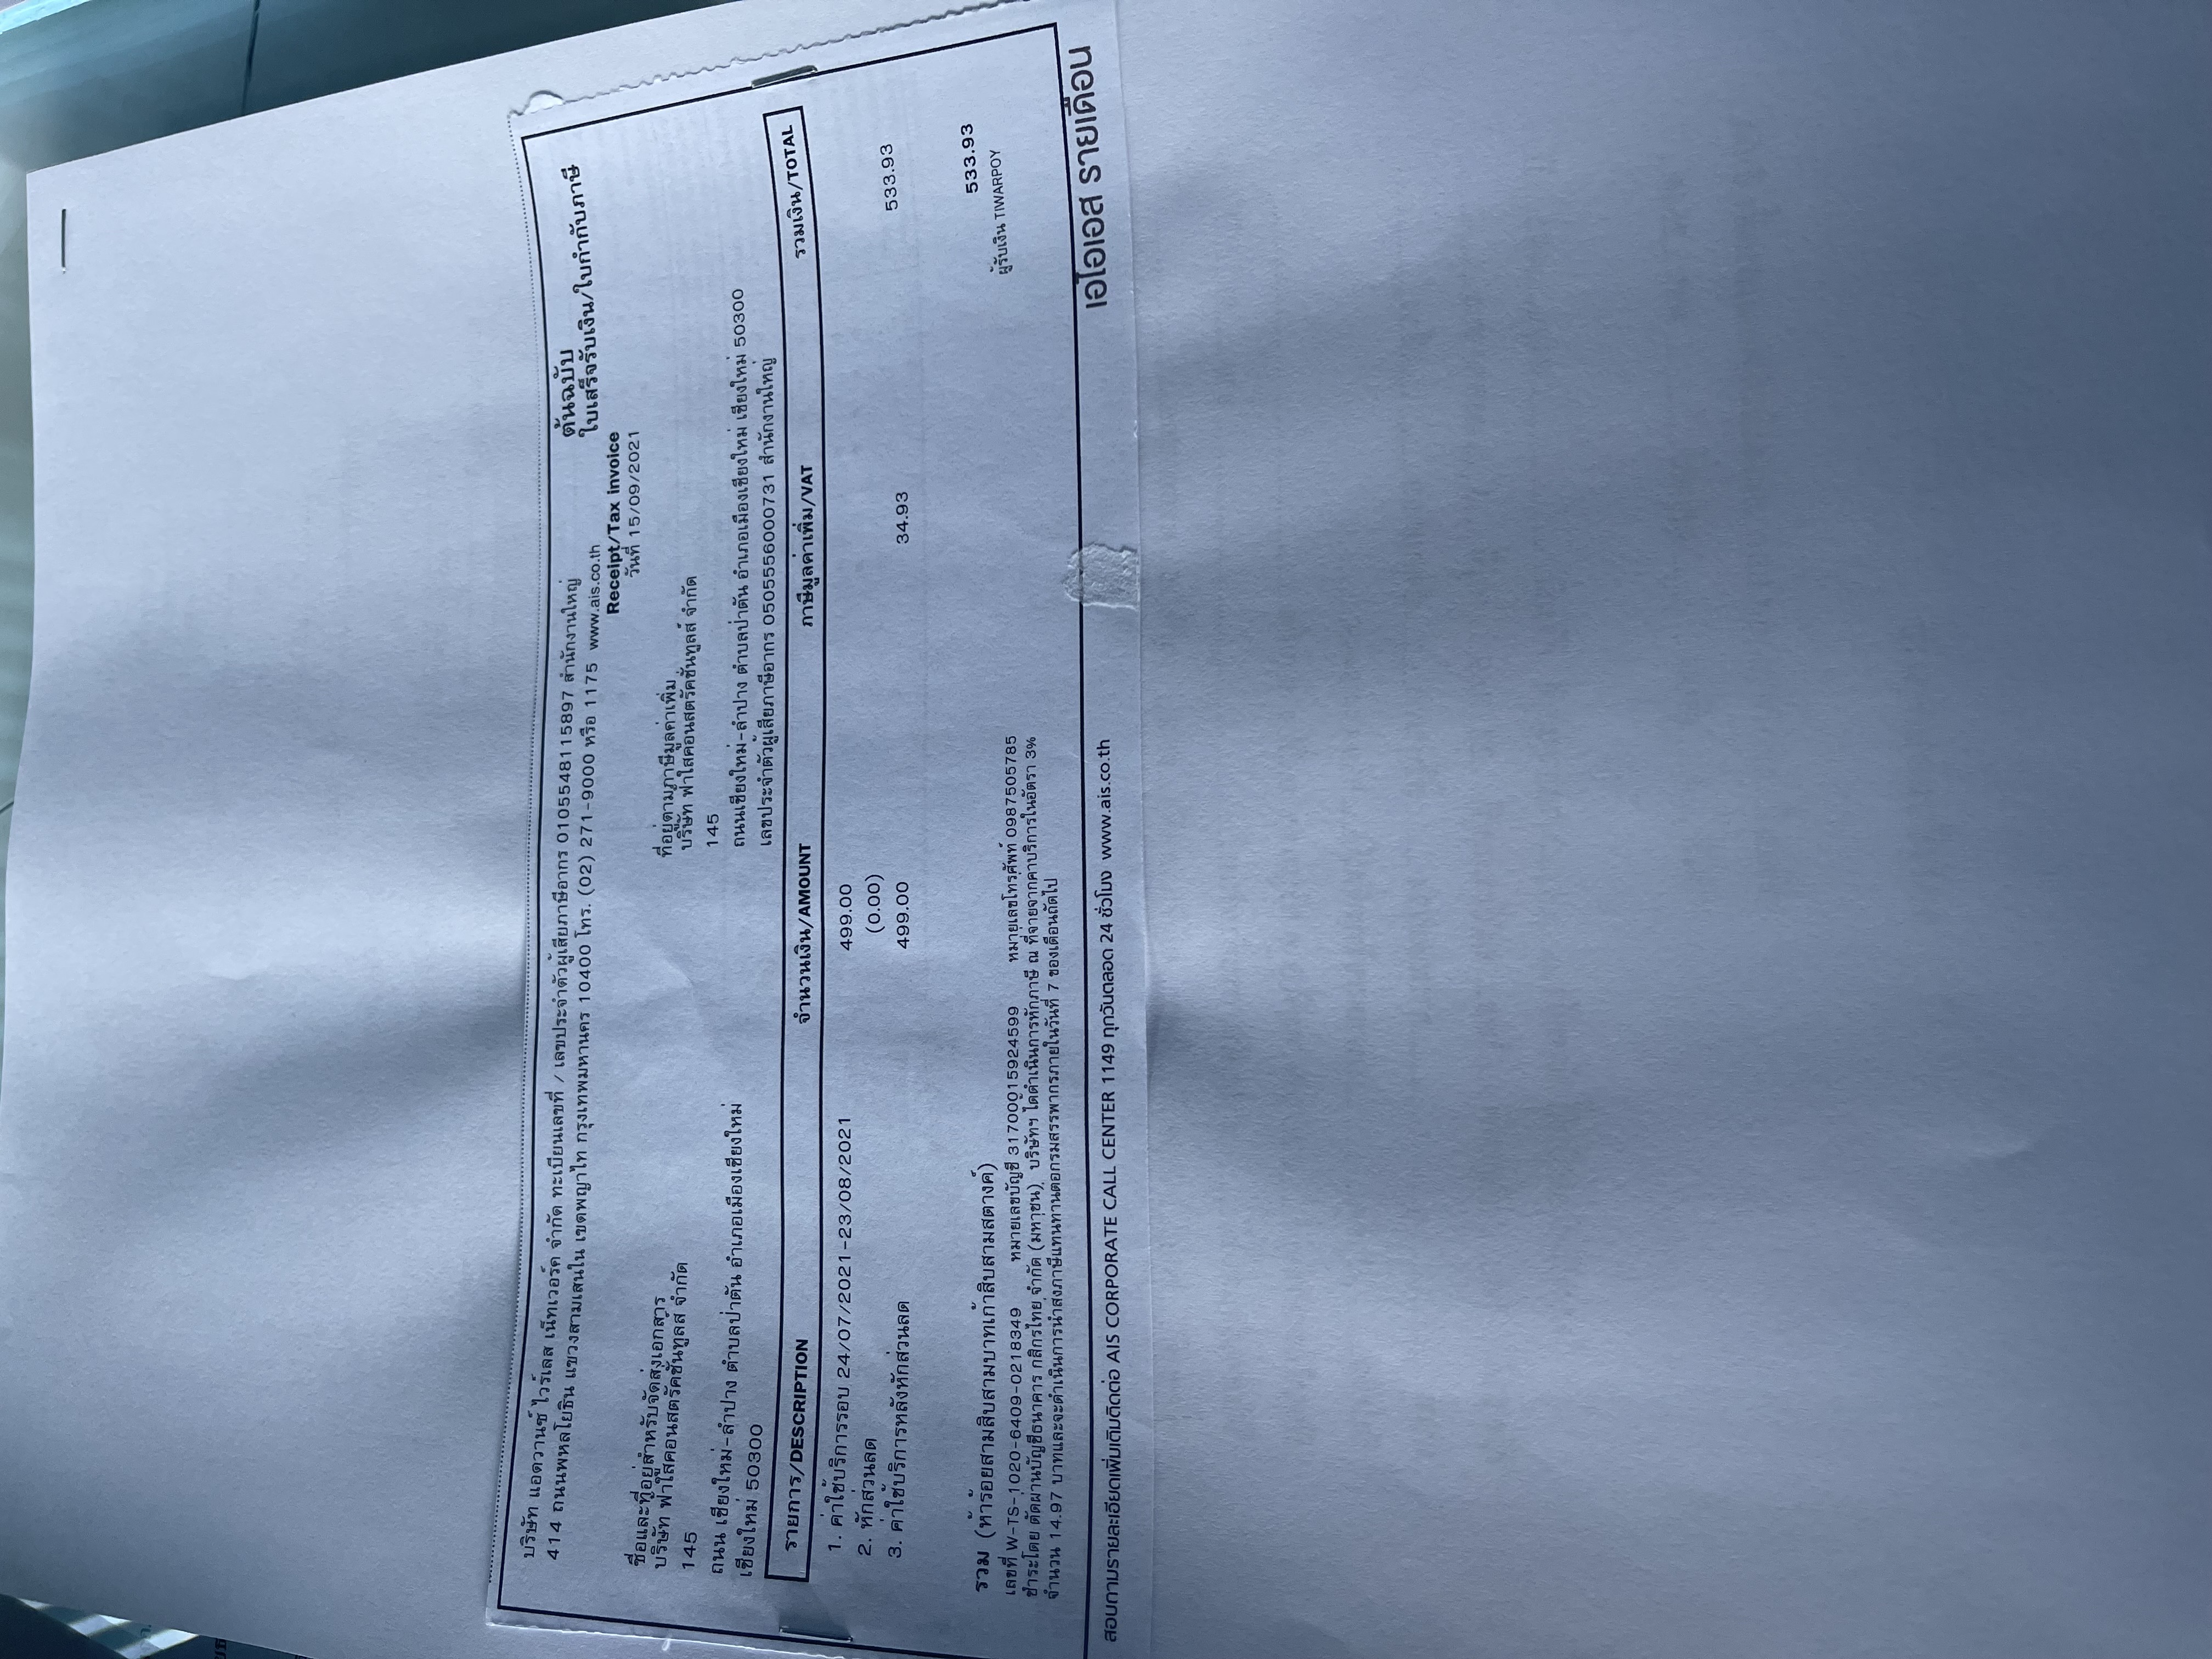 บริษัท แอดวานซ์ ไวร์เลส เน็ทเวอร์ค จำกัด ทะเบียนเลขที่ / เลขประจำตัวผู้เสียภาษีอากร 0105548115897 สำนักงานใหญ่
414 ถนนพหลโยธิน แขวงสามเสนใน เขตพญาไท กรุงเทพมหานคร 10400 โทร. (02) 271-9000 หรือ 1175 www.ais.co.th
ต้นฉบับ
ใบเสร็จรับเงิน/ใบกำกับภาษี
Receipt/Tax invoice
วันที่ 15/09/2021
ชื่อและที่อยู่สำหรับจัดส่งเอกสาร
บริษัท ฟ้าใสคอนสตรัคชั่นทูลส์ จำกัด
145
ถนน เชียงใหม่-ลำปาง ตำบลป่าตัน อำเภอเมืองเชียงใหม่
เชียงใหม่ 50300
ที่อยู่ตามภาษีมูลค่าเพิ่ม
บริษัท ฟ้าใสคอนสตรัคชั่นทูลส์ จำกัด
145
ถนนเชียงใหม่-ลำปาง ตำบลป่าตัน อำเภอเมืองเชียงใหม่ เชียงใหม่ 50300
เลขประจำตัวผู้เสียภาษีอากร 0505556000731 สำนักงานใหญ่
รายการ/DESCRIPTION จำนวนเงิน/AMOUNT ภาษีมูลค่าเพิ่ม/VAT รวมเงิน/TOTAL
1. ค่าใช้บริการรอบ 24/07/2021-23/08/2021 499.00
2. หักส่วนลด (0.00)
3. ค่าใช้บริการหลังหักส่วนลด 499.00 34.93 533.93
รวม (ห้าร้อยสามสิบสามบาทเก้าสิบสามสตางค์) 533.93
เลขที่ W-TS-1020-6409-0218349 หมายเลขบัญชี 31700015924599 หมายเลขโทรศัพท์ 0987505785 ผู้รับเงิน TIWARPOY
ชำระโดย ตัดผ่านบัญชีธนาคาร กสิกรไทย จำกัด (มหาชน) บริษัทฯ ได้ดำเนินการหักภาษี ณ ที่จ่ายจากค่าบริการในอัตรา 3%
จำนวน 14.97 บาทและจะดำเนินการนำส่งภาษีแทนท่านต่อกรมสรรพากรภายในวันที่ 7 ของเดือนถัดไป
สอบถามรายละเอียดเพิ่มเติมติดต่อ AIS CORPORATE CALL CENTER 1149 ทุกวันตลอด 24 ชั่วโมง www.ais.co.th
เอไอเอส รายเดือน